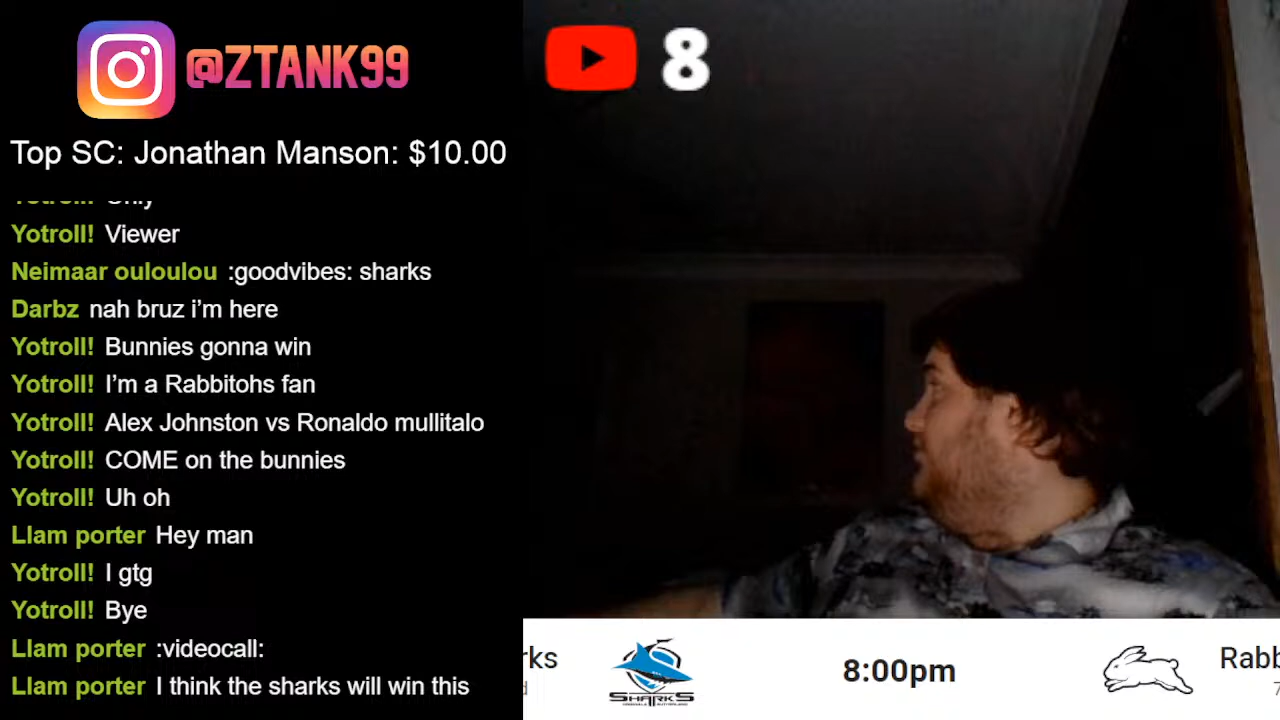 @ZTANK99
8
Top SC: Jonathan Manson: $10.00
Yotroll! Only
Yotroll! Viewer
Neimaar ouloulou :goodvibes: sharks
Darbz nah bruz i’m here
Yotroll! Bunnies gonna win
Yotroll! I’m a Rabbitohs fan
Yotroll! Alex Johnston vs Ronaldo mullitalo
Yotroll! COME on the bunnies
Yotroll! Uh oh
Llam porter Hey man
Yotroll! I gtg
Yotroll! Bye
Llam porter :videocall:
Llam porter I think the sharks will win this
rks
SHARKS
8:00pm
Rabb